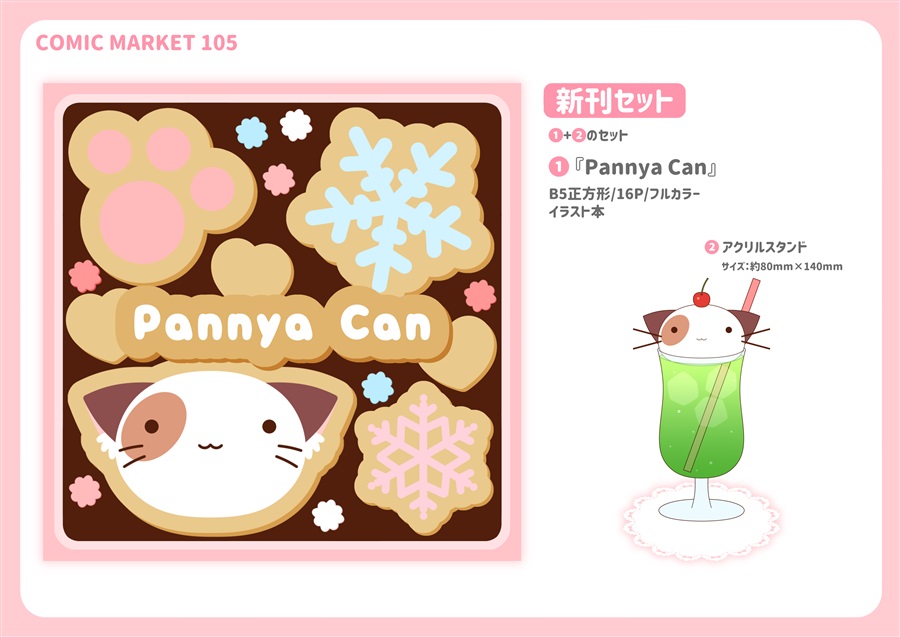 COMIC MARKET 105
Pannya Can
新刊セット
1+2のセット
1『Pannya Can』
B5正方形/16P/フルカラー
イラスト本
2 アクリルスタンド
サイズ:約80mm×140mm